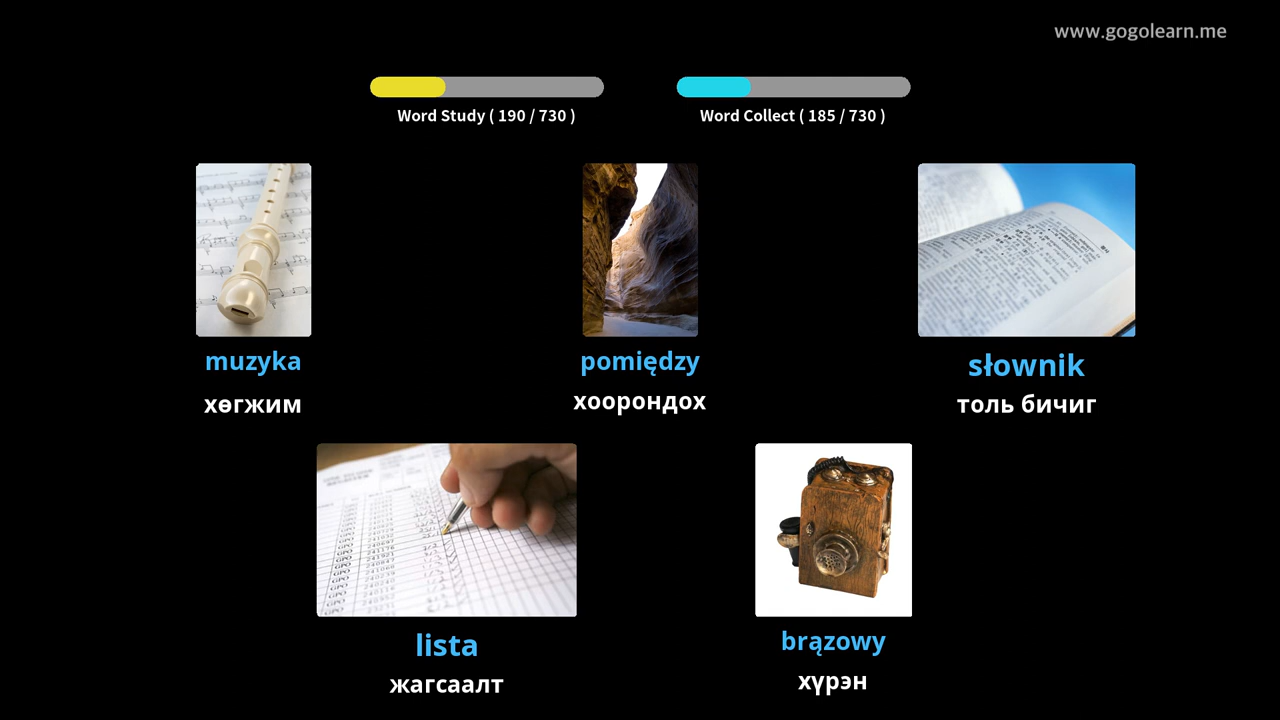 www.gogolearn.me
Word Study ( 190 / 730 )
Word Collect ( 185 / 730 )
muzyka
хөгжим
pomiędzy
хоорондох
słownik
толь бичиг
lista
жагсаалт
brązowy
хүрэн